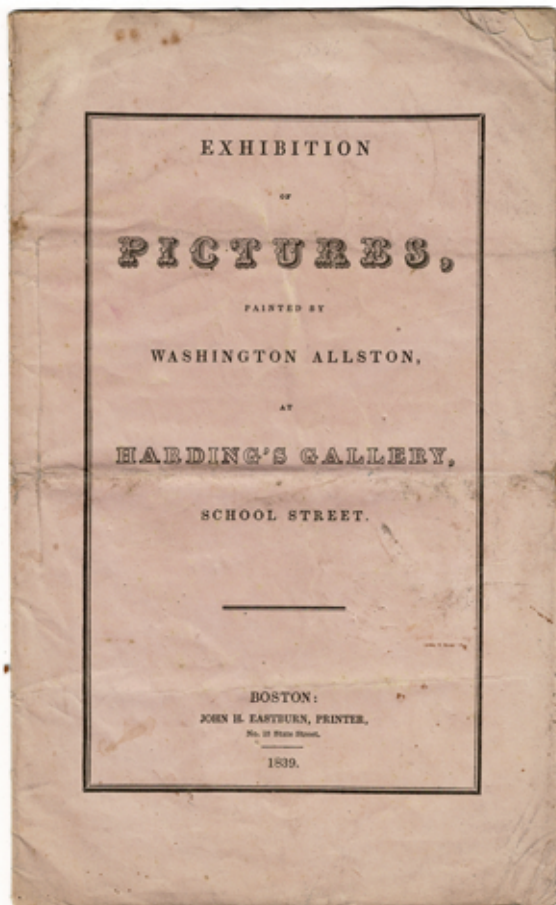 EXHIBITION
OF
PICTURES,
PAINTED BY
WASHINGTON ALLSTON,
AT
HARDING'S GALLERY,
SCHOOL STREET.
BOSTON:
JOHN H. EASTBURN, PRINTER,
No. State Street.
1839.